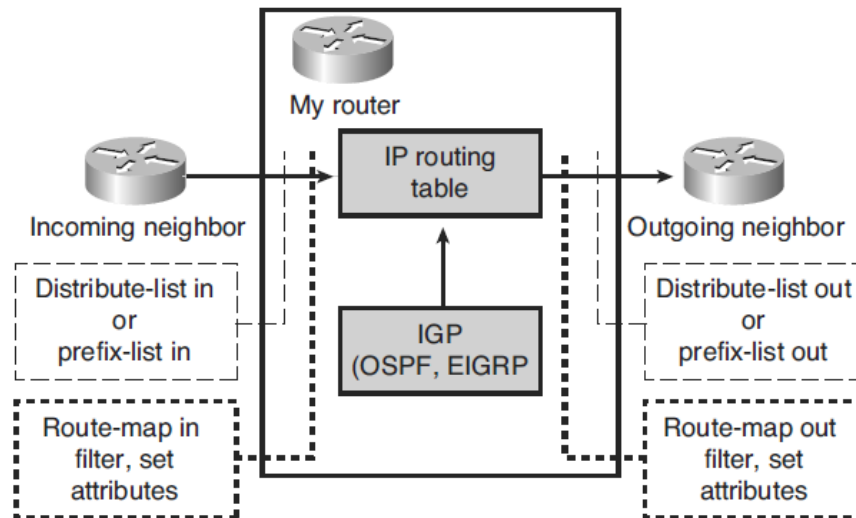 My router
IP routing
table
Incoming neighbor
Outgoing neighbor
Distribute-list in
or
prefix-list in
IGP
(OSPF, EIGRP
Distribute-list out
or
prefix-list out
Route-map in
filter, set
attributes
Route-map out
filter, set
attributes